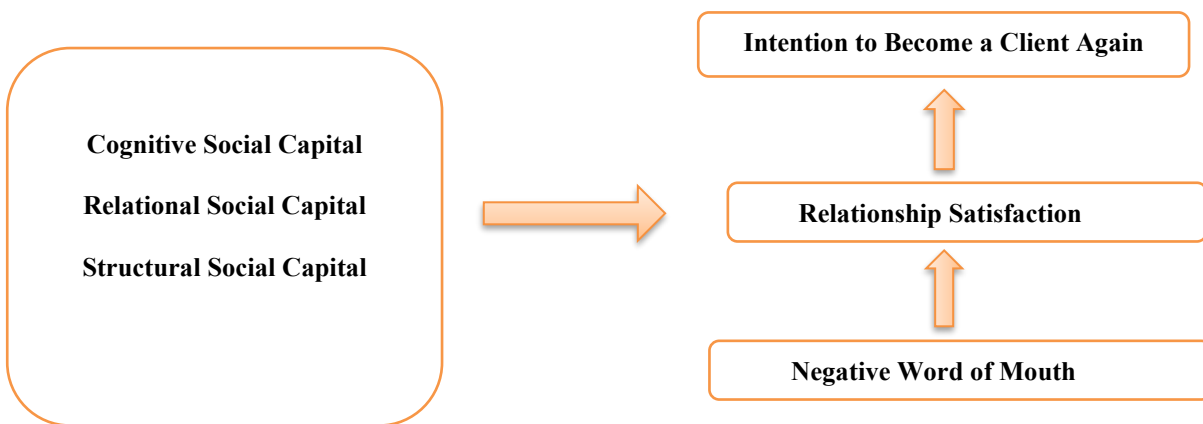 Cognitive Social Capital
Relational Social Capital
Structural Social Capital
Intention to Become a Client Again
Relationship Satisfaction
Negative Word of Mouth